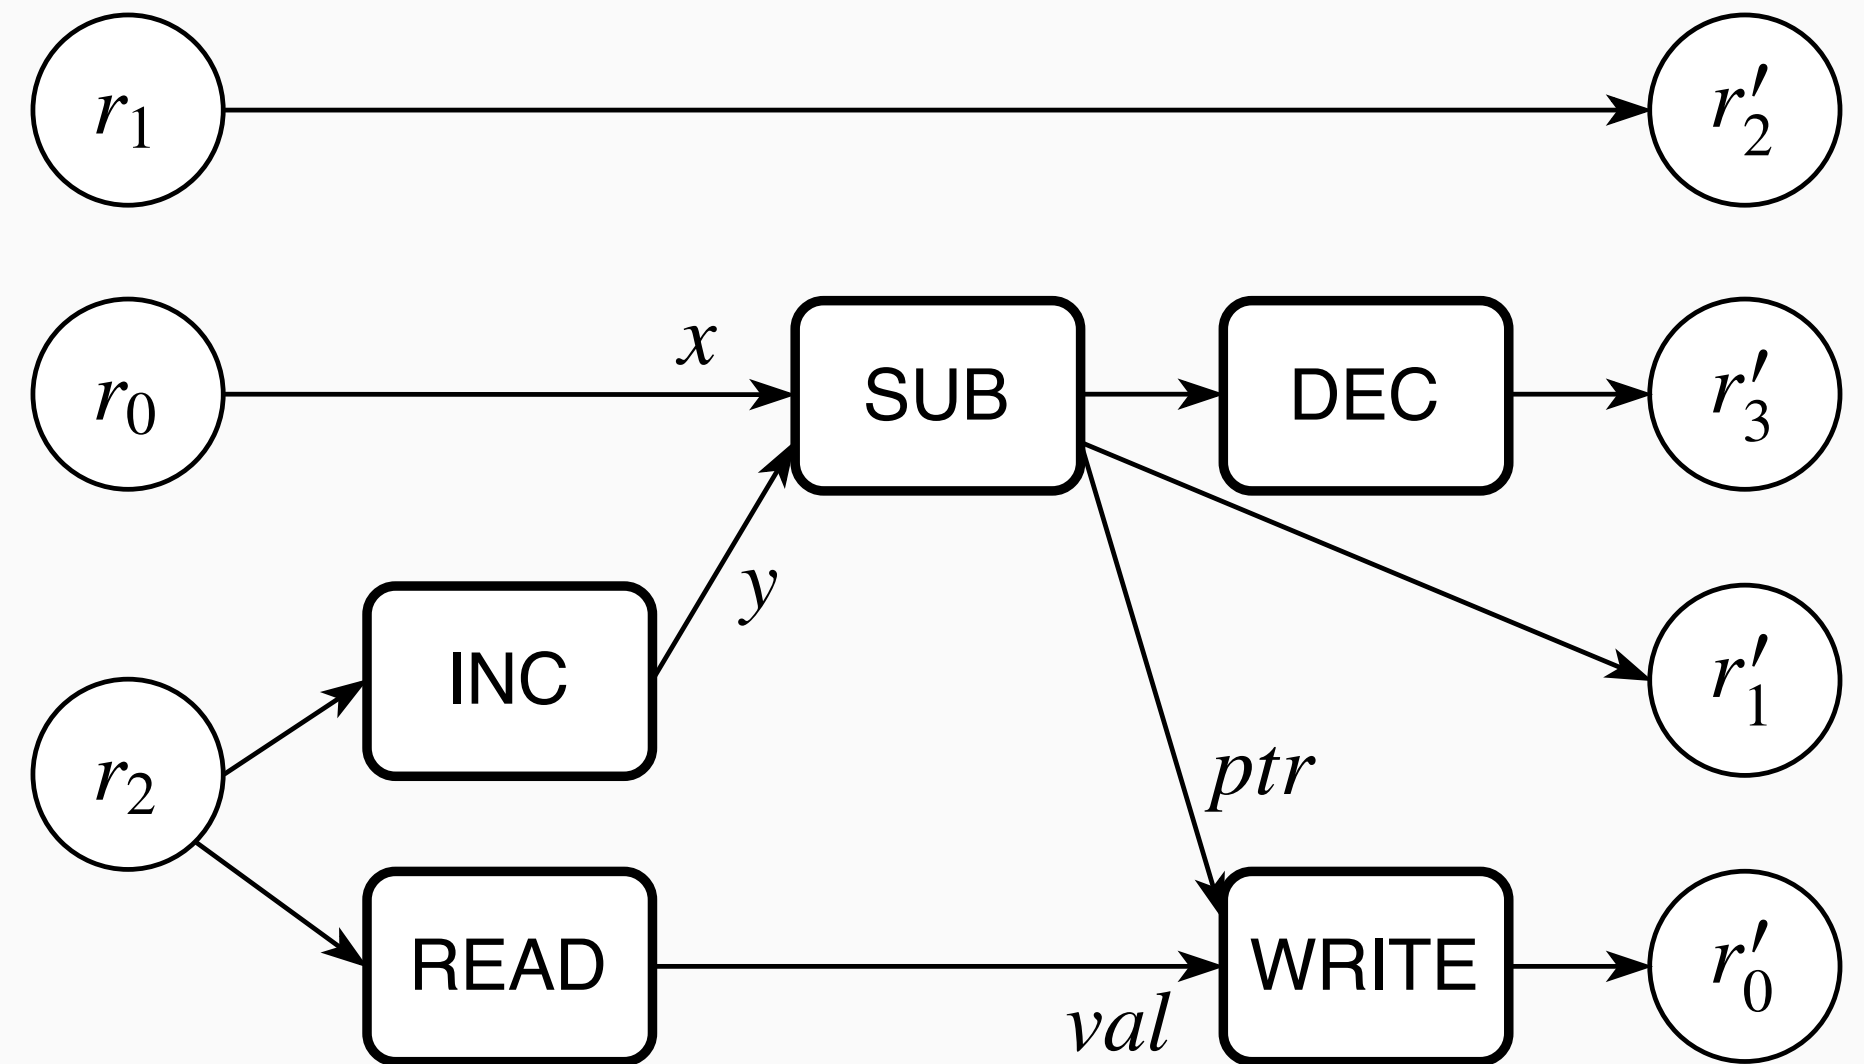 r₁
r′₂
x
r₀
SUB
DEC
r′₃
y
INC
r′₁
r₂
ptr
READ
WRITE
r′₀
val